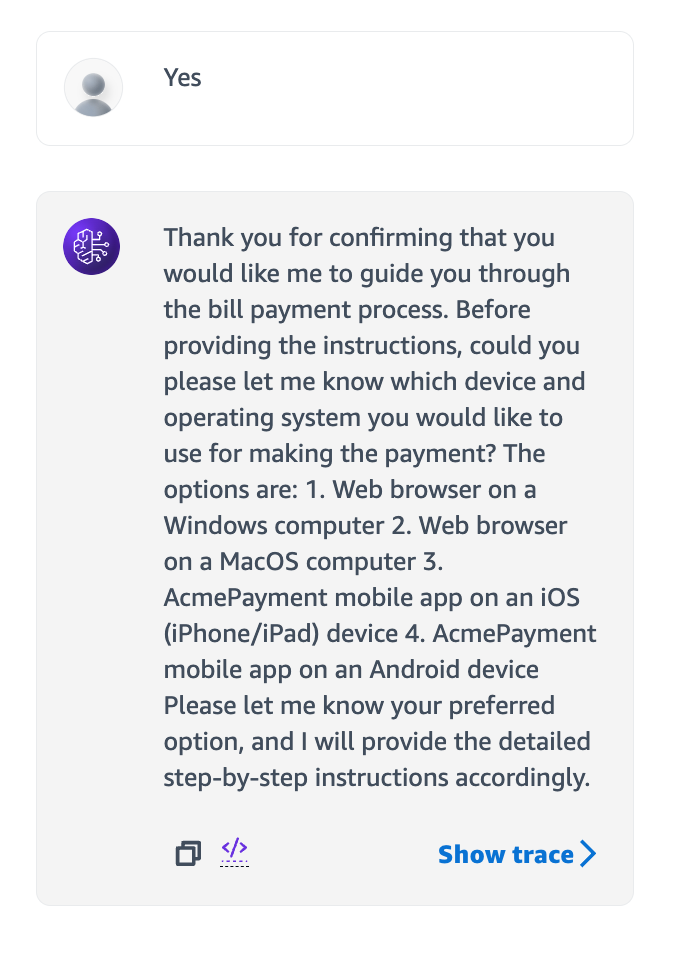 Yes
Thank you for confirming that you
would like me to guide you through
the bill payment process. Before
providing the instructions, could you
please let me know which device and
operating system you would like to
use for making the payment? The
options are: 1. Web browser on a
Windows computer 2. Web browser
on a MacOS computer 3.
AcmePayment mobile app on an iOS
(iPhone/iPad) device 4. AcmePayment
mobile app on an Android device
Please let me know your preferred
option, and I will provide the detailed
step-by-step instructions accordingly.
</> Show trace